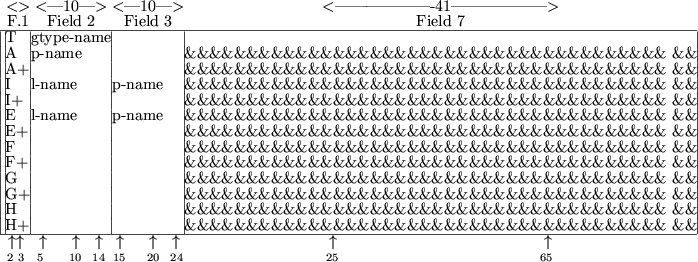 <> <—10—> <—10—> <——————-41——————>
F.1 Field 2 Field 3 Field 7
T gtype-name
A p-name &&&&&&&&&&&&&&&&&&&&&&&&&&&&&&&&&&&&&&& &&
A+ &&&&&&&&&&&&&&&&&&&&&&&&&&&&&&&&&&&&&&& &&
I l-name p-name &&&&&&&&&&&&&&&&&&&&&&&&&&&&&&&&&&&&&&& &&
I+ &&&&&&&&&&&&&&&&&&&&&&&&&&&&&&&&&&&&&&& &&
E l-name p-name &&&&&&&&&&&&&&&&&&&&&&&&&&&&&&&&&&&&&&& &&
E+ &&&&&&&&&&&&&&&&&&&&&&&&&&&&&&&&&&&&&&& &&
F &&&&&&&&&&&&&&&&&&&&&&&&&&&&&&&&&&&&&&& &&
F+ &&&&&&&&&&&&&&&&&&&&&&&&&&&&&&&&&&&&&&& &&
G &&&&&&&&&&&&&&&&&&&&&&&&&&&&&&&&&&&&&&& &&
G+ &&&&&&&&&&&&&&&&&&&&&&&&&&&&&&&&&&&&&&& &&
H &&&&&&&&&&&&&&&&&&&&&&&&&&&&&&&&&&&&&&& &&
H+ &&&&&&&&&&&&&&&&&&&&&&&&&&&&&&&&&&&&&&& &&
↑↑ ↑ ↑ ↑ ↑ ↑ ↑ ↑ ↑
2 3 5 10 14 15 20 24 25 65